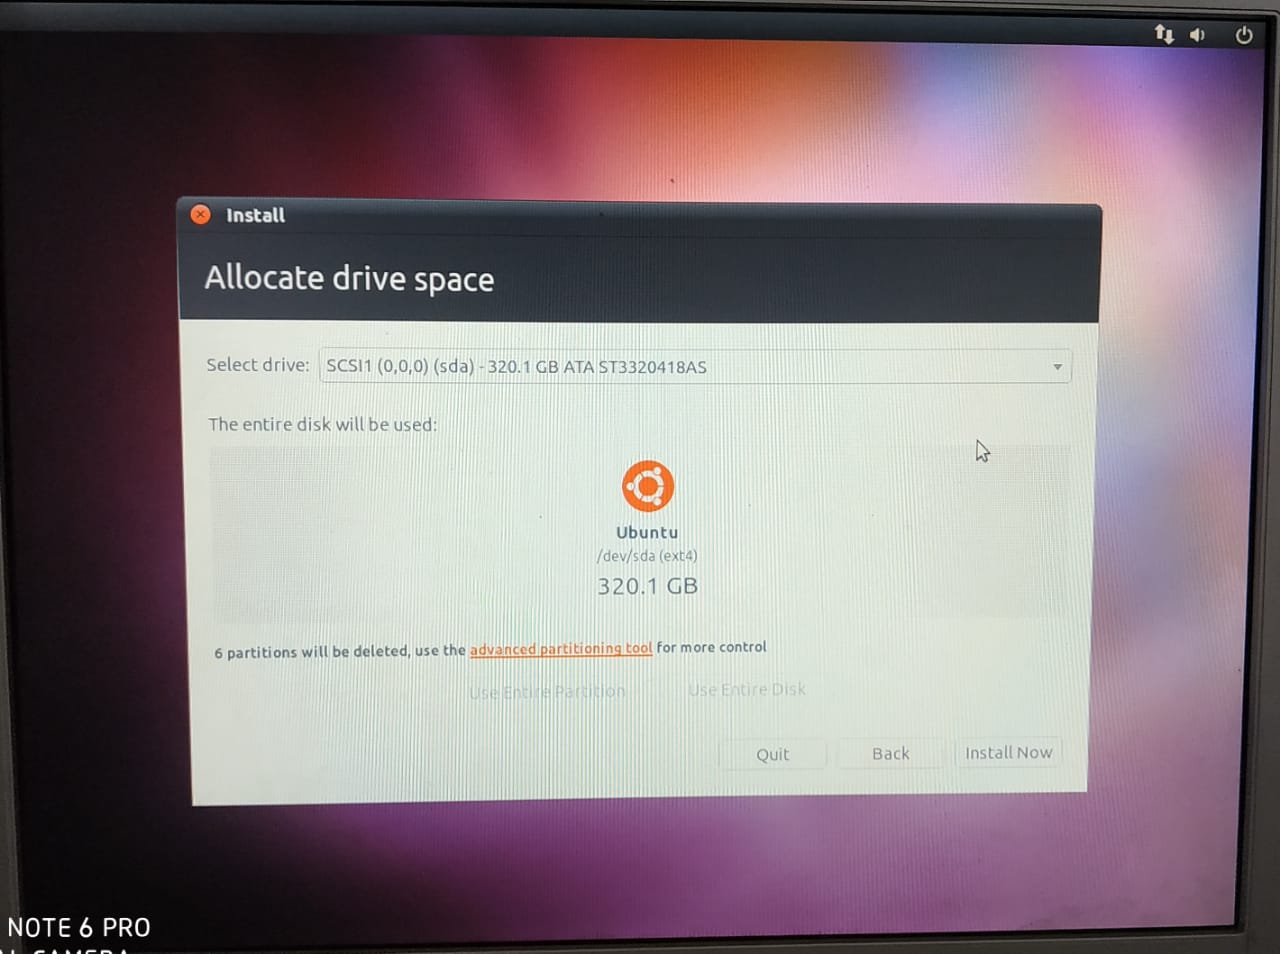 Install
Allocate drive space
Select drive: SCSI1 (0,0,0) (sda) - 320.1 GB ATA ST3320418AS
The entire disk will be used:
Ubuntu
/dev/sda (ext4)
320.1 GB
6 partitions will be deleted, use the advanced partitioning tool for more control
Use Entire Partition Use Entire Disk
Quit Back Install Now
NOTE 6 PRO
CAMERA